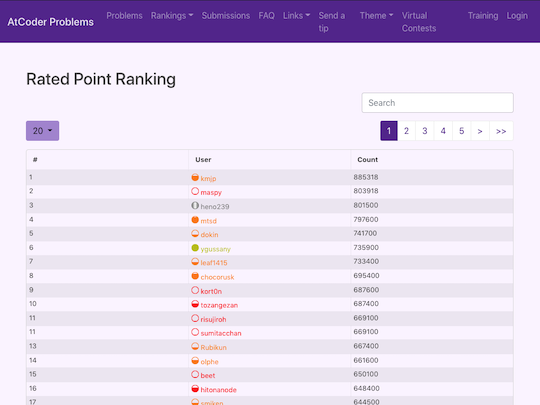 AtCoder Problems Problems Rankings Submissions FAQ Links Send a tip Theme Virtual Contests Training Login
Rated Point Ranking
Search
20
1 2 3 4 5 > >>
# User Count
1 kmjp 885318
2 maspy 803918
3 heno239 801500
4 mtsd 797600
5 dokin 741700
6 ygussany 735900
7 leaf1415 733400
8 chocorusk 695400
9 kort0n 687600
10 tozangezan 687400
11 risujiroh 669100
11 sumitacchan 669100
13 Rubikun 667400
14 olphe 661600
15 beet 650100
16 hitonanode 648400
17 smiken 644500